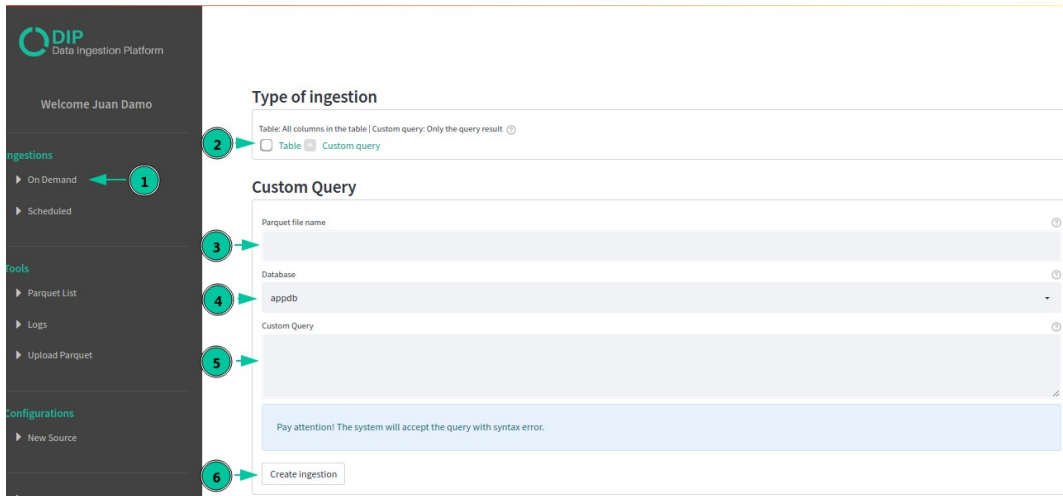 DIP
Data Ingestion Platform
Welcome Juan Damo
Ingestions
On Demand
1
Scheduled
Tools
Parquet List
Logs
Upload Parquet
Configurations
New Source
Type of ingestion
Table: All columns in the table | Custom query: Only the query result
2
Table Custom query
Custom Query
Parquet file name
3
Database
4
appdb
Custom Query
5
Pay attention! The system will accept the query with syntax error.
6
Create ingestion